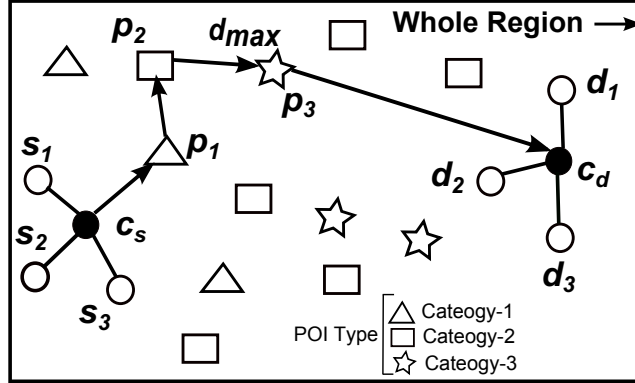 Whole Region
p2
dmax
p3
d1
p1
s1
d2
cd
s2
cs
d3
s3
POI Type
Cateogy-1
Cateogy-2
Cateogy-3